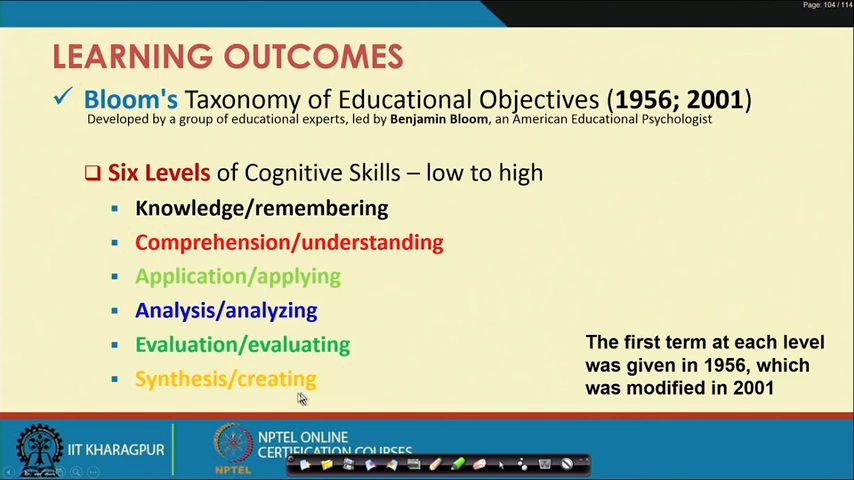 Page: 104 / 114
LEARNING OUTCOMES
✓ Bloom's Taxonomy of Educational Objectives (1956; 2001)
Developed by a group of educational experts, led by Benjamin Bloom, an American Educational Psychologist
❑ Six Levels of Cognitive Skills – low to high
▪ Knowledge/remembering
▪ Comprehension/understanding
▪ Application/applying
▪ Analysis/analyzing
▪ Evaluation/evaluating
▪ Synthesis/creating
The first term at each level
was given in 1956, which
was modified in 2001
IIT KHARAGPUR
NPTEL
NPTEL ONLINE
CERTIFICATION COURSES